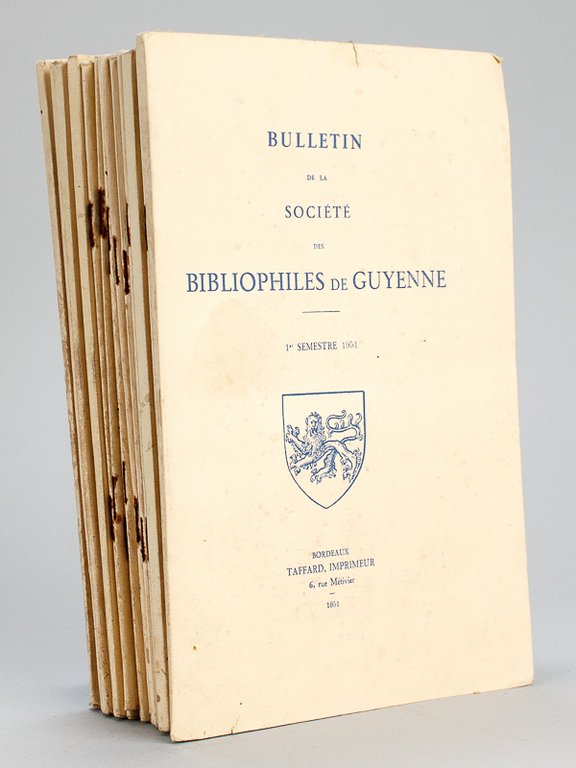 BULLETIN
DE LA
SOCIÉTÉ
DES
BIBLIOPHILES DE GUYENNE
1er SEMESTRE 1951
BORDEAUX
TAFFARD, IMPRIMEUR
6, rue Métivier
1951